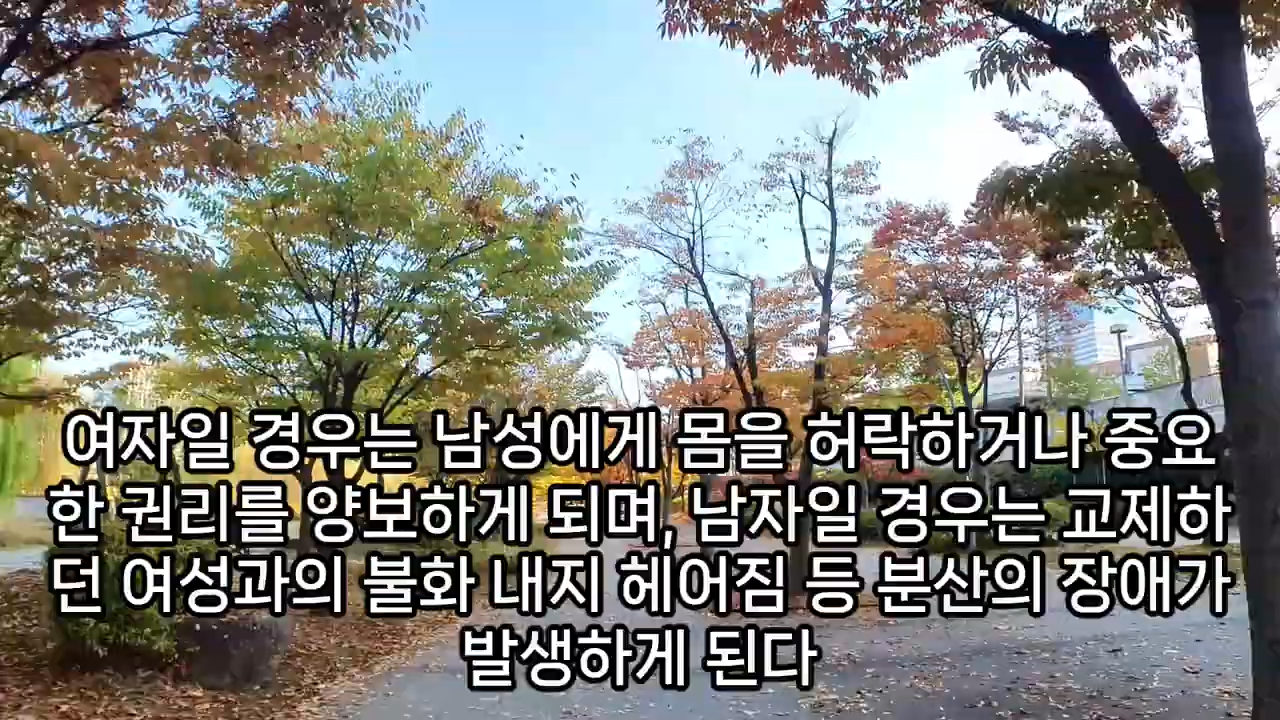 여자일 경우는 남성에게 몸을 허락하거나 중요
한 권리를 양보하게 되며, 남자일 경우는 교제하
던 여성과의 불화 내지 헤어짐 등 분산의 장애가
발생하게 된다